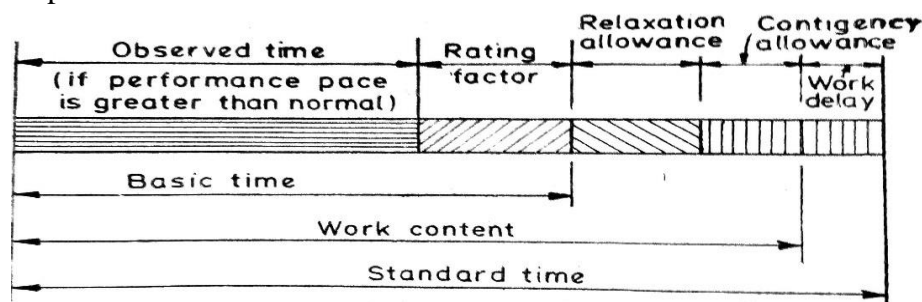 Observed time
(if performance pace
is greater than normal)
Rating
factor
Relaxation
allowance
Contigency
allowance
Work
delay
Basic time
Work content
Standard time